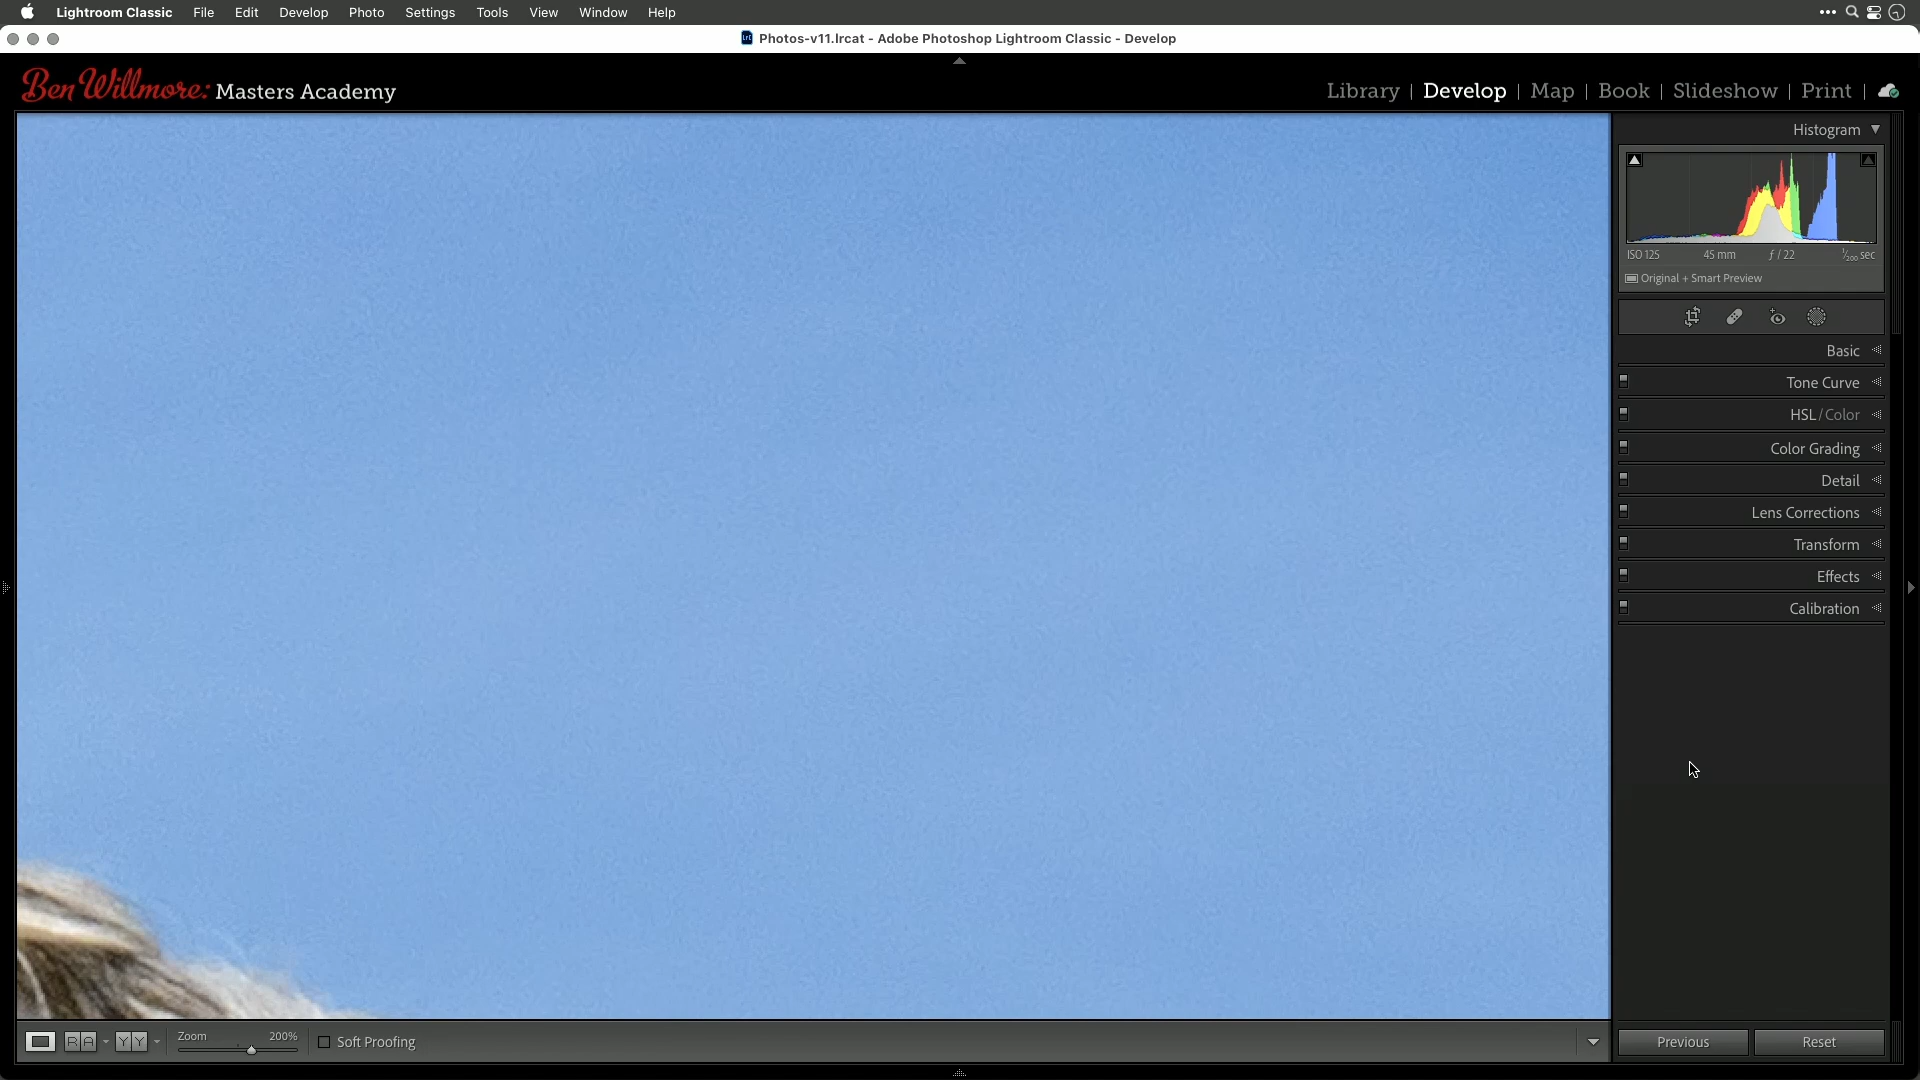 Lightroom Classic File Edit Develop Photo Settings Tools View Window Help
Photos-v11.lrcat - Adobe Photoshop Lightroom Classic - Develop
Ben Willmore: Masters Academy
Library | Develop | Map | Book | Slideshow | Print |
Histogram
ISO 125 45 mm ƒ / 22 1/200 sec
Original + Smart Preview
Basic
Tone Curve
HSL / Color
Color Grading
Detail
Lens Corrections
Transform
Effects
Calibration
R A Y Y Zoom 200% Soft Proofing
Previous Reset